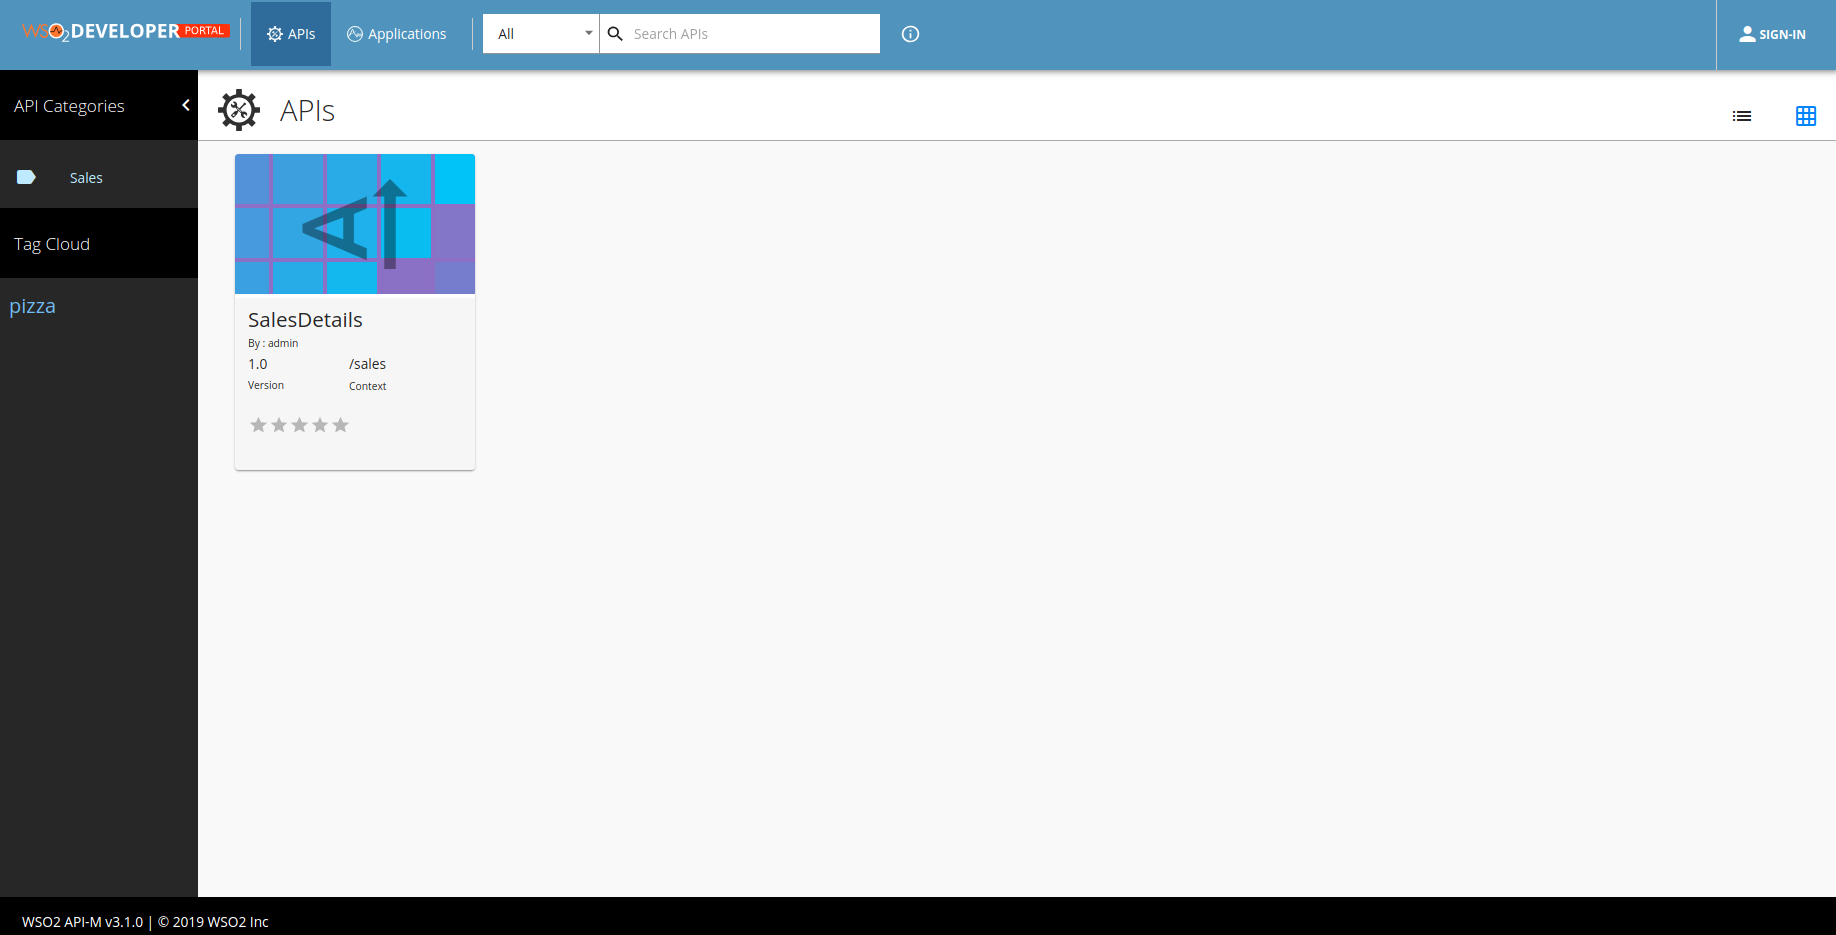 WSO2 DEVELOPER PORTAL
APIs
Applications
All
Search APIs
SIGN-IN
API Categories
APIs
Sales
Tag Cloud
pizza
A
SalesDetails
By : admin
1.0 /sales
Version Context
WSO2 API-M v3.1.0 | © 2019 WSO2 Inc